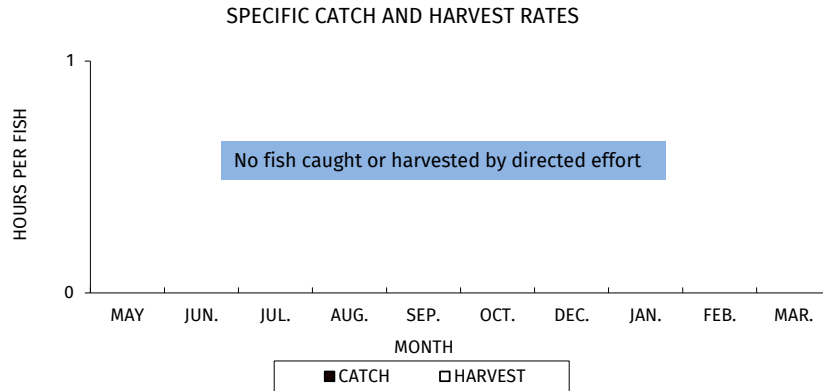 SPECIFIC CATCH AND HARVEST RATES
1
HOURS PER FISH
No fish caught or harvested by directed effort
0
MAY JUN. JUL. AUG. SEP. OCT. DEC. JAN. FEB. MAR.
MONTH
CATCH HARVEST